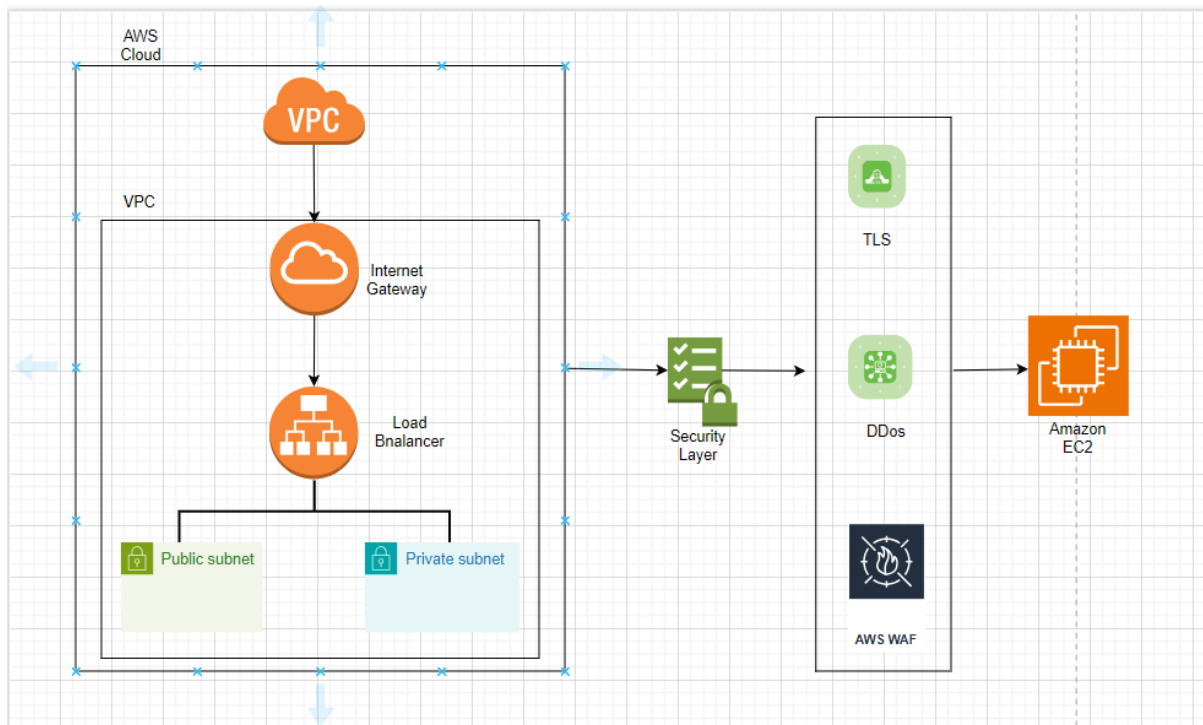 AWS
Cloud
VPC
VPC
Internet
Gateway
Load
Bnalancer
Public subnet
Private subnet
Security
Layer
TLS
DDos
AWS WAF
Amazon
EC2